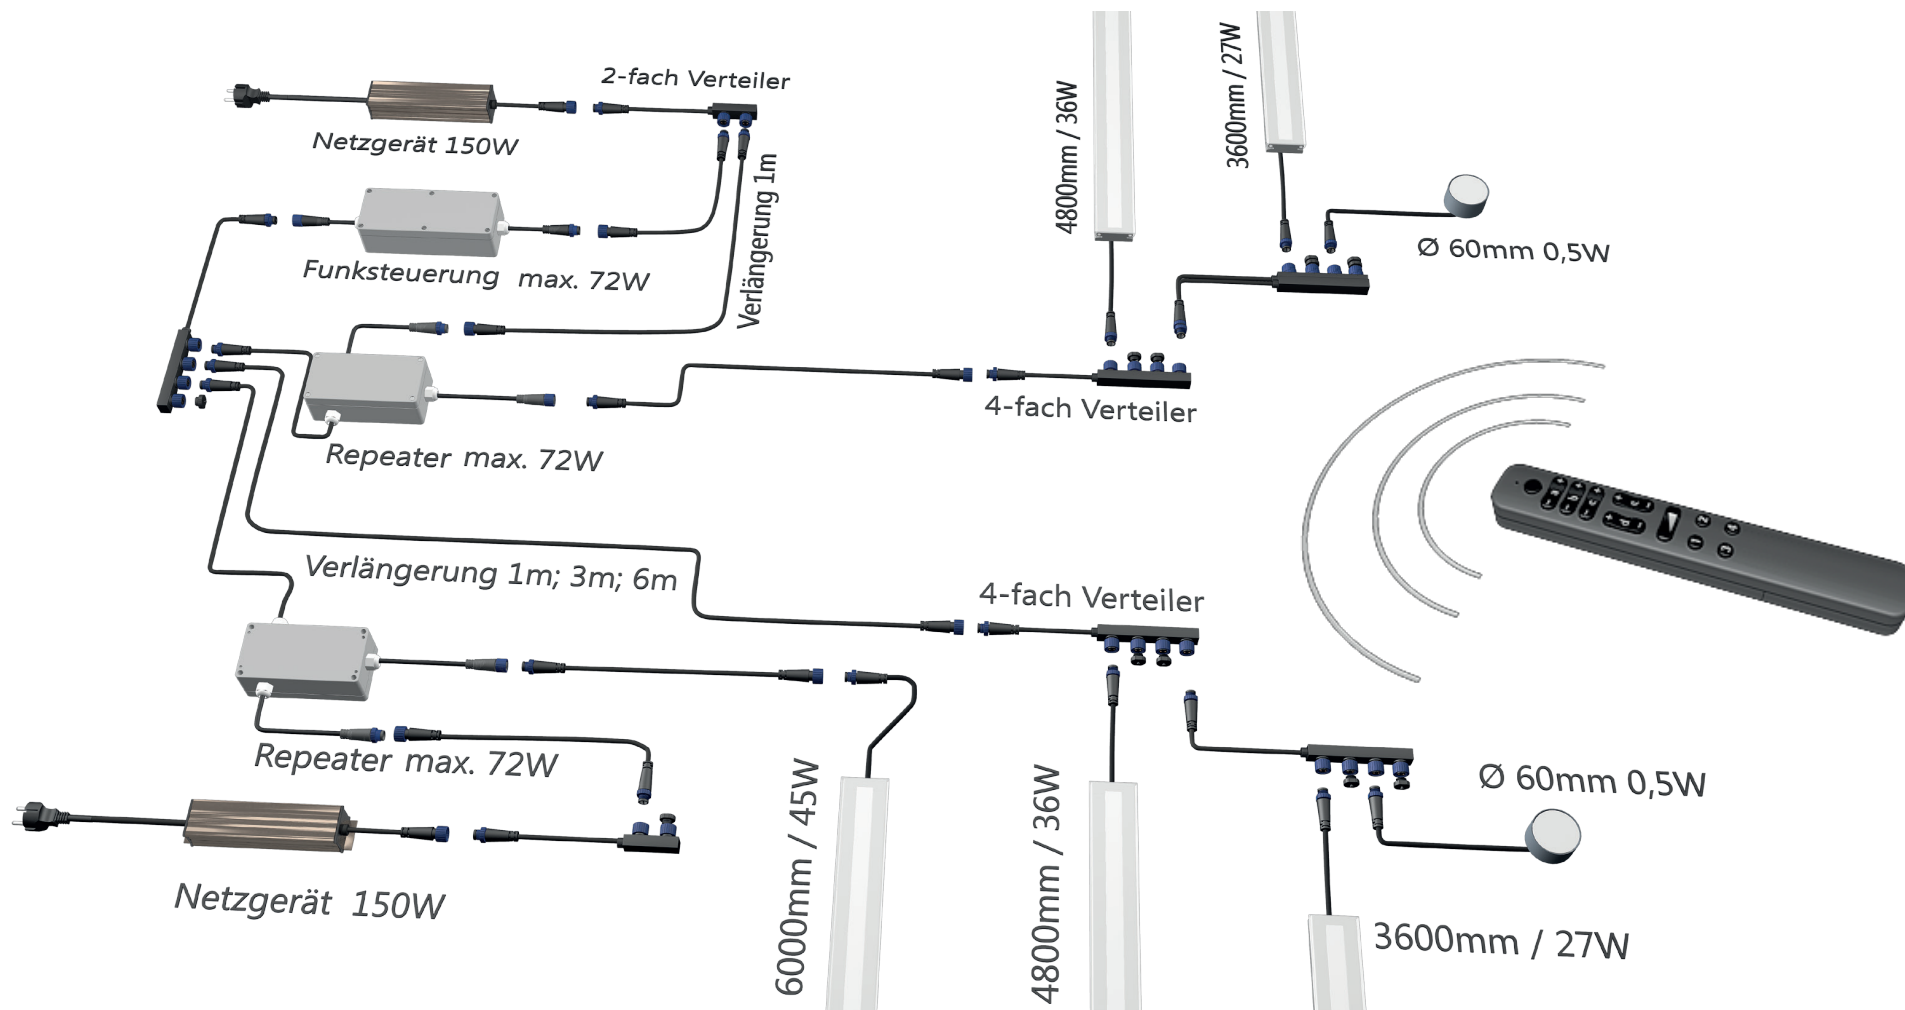 2-fach Verteiler
Netzgerät 150W
Verlängerung 1m
4800mm / 36W
3600mm / 27W
Ø 60mm 0,5W
Funksteuerung max. 72W
4-fach Verteiler
Repeater max. 72W
Verlängerung 1m; 3m; 6m
4-fach Verteiler
Repeater max. 72W
6000mm / 45W
4800mm / 36W
Ø 60mm 0,5W
Netzgerät 150W
3600mm / 27W